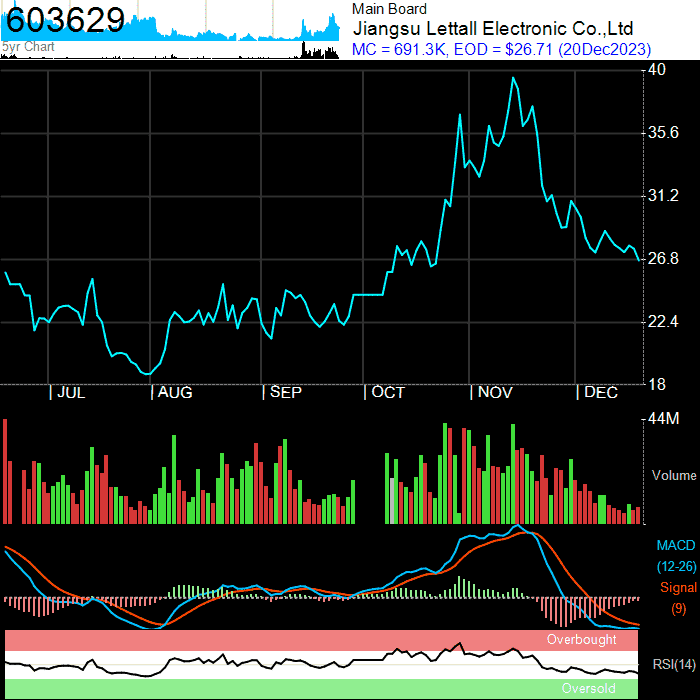 603629
5yr Chart
Main Board
Jiangsu Lettall Electronic Co.,Ltd
MC = 691.3K, EOD = $26.71 (20Dec2023)
40
35.6
31.2
26.8
22.4
18
| JUL | AUG | SEP | OCT | NOV | DEC
44M
Volume
MACD
(12-26)
Signal
(9)
Overbought
RSI(14)
Oversold